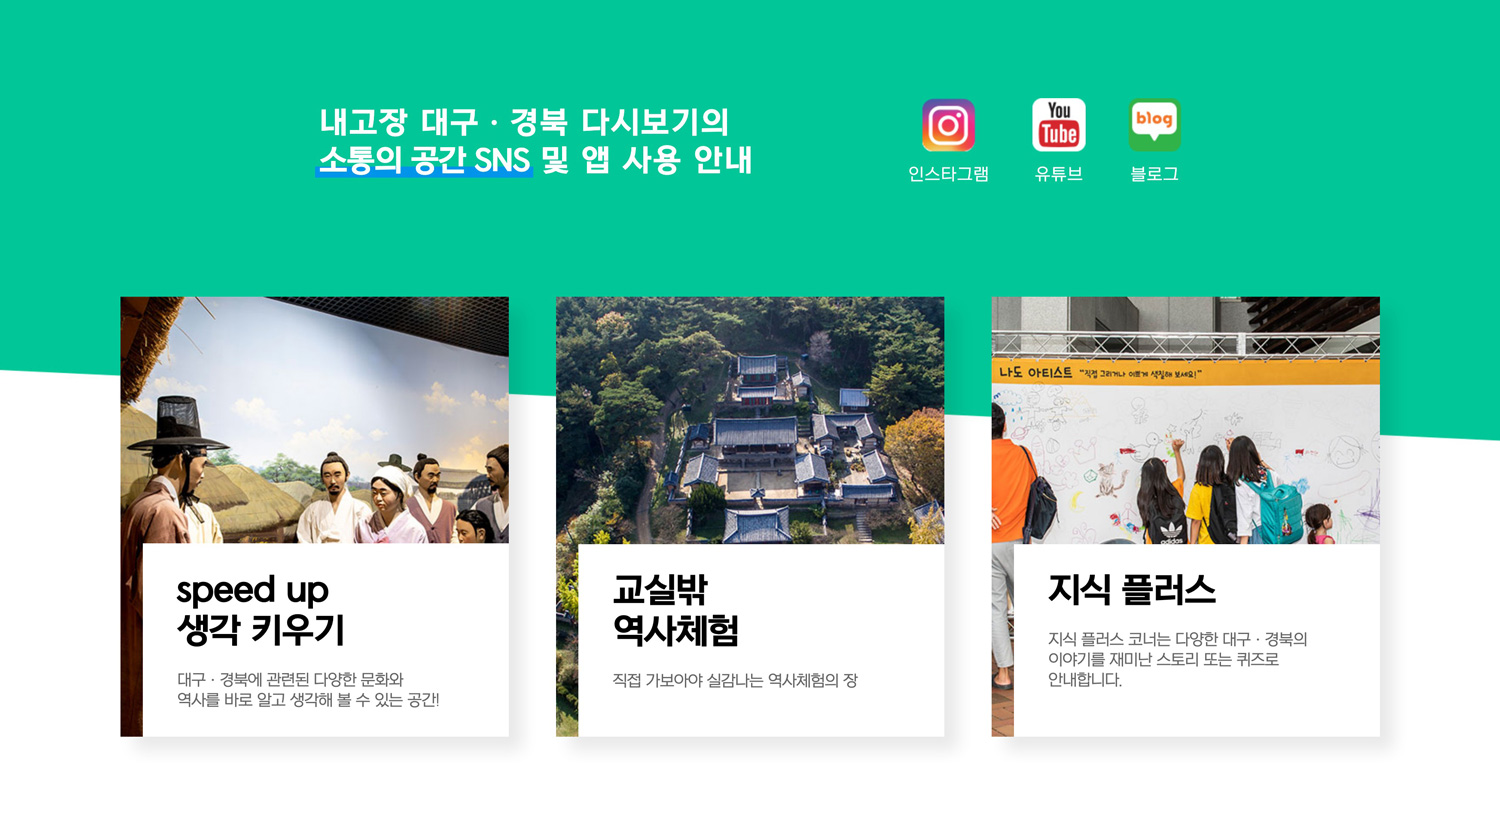 내고장 대구 · 경북 다시보기의
소통의 공간 SNS 및 앱 사용 안내
You
Tube
blog
인스타그램
유튜브
블로그
나도 아티스트 "직접 그리거나 이쁘게 색칠해 보세요!"
adidas
speed up
생각 키우기
대구 · 경북에 관련된 다양한 문화와
역사를 바로 알고 생각해 볼 수 있는 공간!
교실밖
역사체험
직접 가보아야 실감나는 역사체험의 장
지식 플러스
지식 플러스 코너는 다양한 대구 · 경북의
이야기를 재미난 스토리 또는 퀴즈로
안내합니다.